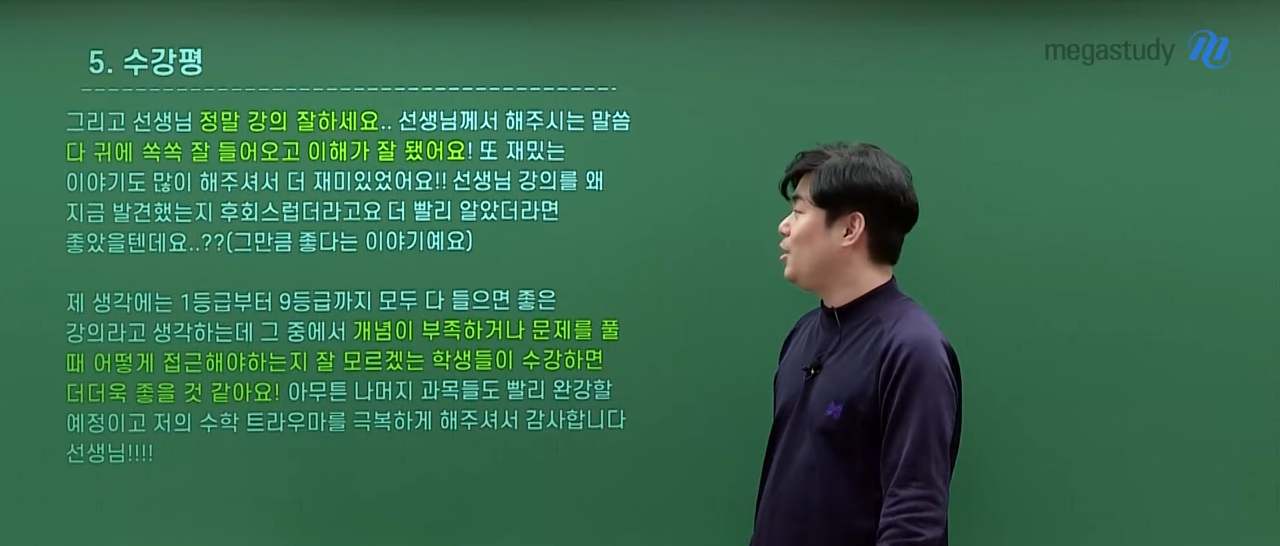 megastudy
5. 수강평
그리고 선생님 정말 강의 잘하세요.. 선생님께서 해주시는 말씀
다 귀에 쏙쏙 잘 들어오고 이해가 잘 됐어요! 또 재밌는
이야기도 많이 해주셔서 더 재미있었어요!! 선생님 강의를 왜
지금 발견했는지 후회스럽더라고요 더 빨리 알았더라면
좋았을텐데요..??(그만큼 좋다는 이야기예요)
제 생각에는 1등급부터 9등급까지 모두 다 들으면 좋은
강의라고 생각하는데 그 중에서 개념이 부족하거나 문제를 풀
때 어떻게 접근해야하는지 잘 모르겠는 학생들이 수강하면
더더욱 좋을 것 같아요! 아무튼 나머지 과목들도 빨리 완강할
예정이고 저의 수학 트라우마를 극복하게 해주셔서 감사합니다
선생님!!!!